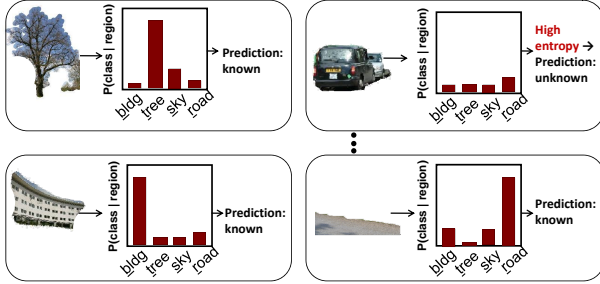 P(class | region)
bldg
tree
sky
road
Prediction:
known
P(class | region)
bldg
tree
sky
road
High
entropy →
Prediction:
unknown
P(class | region)
bldg
tree
sky
road
Prediction:
known
P(class | region)
bldg
tree
sky
road
Prediction:
known